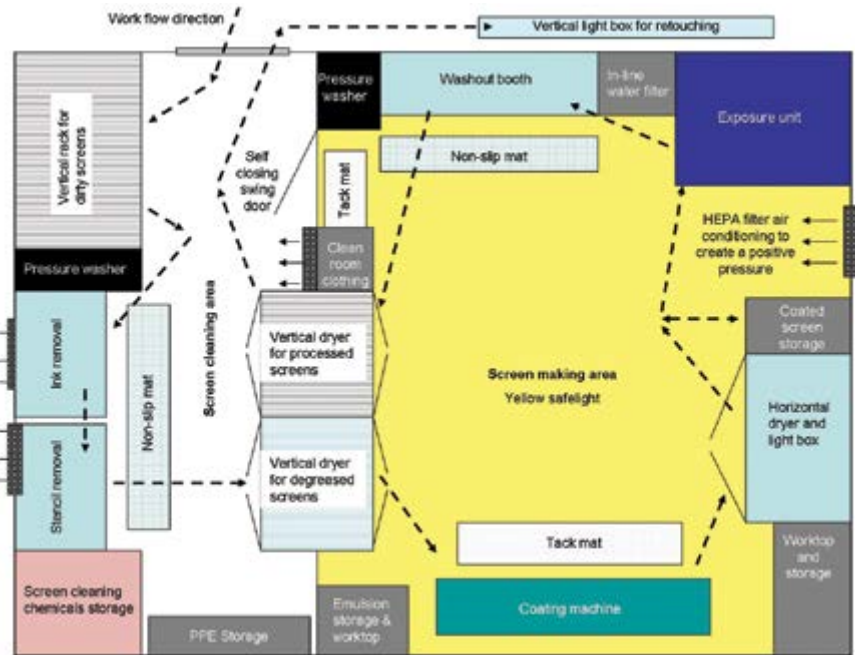 Work flow direction
Vertical light box for retouching
Pressure
washer
Washout booth
In-line
water filter
Exposure unit
Vertical rack for
dirty screens
Self
closing
swing
door
Tack mat
Non-slip mat
HEPA filter air
conditioning to
create a positive
pressure
Pressure washer
Clean
room
clothing
Screen cleaning area
Ink removal
Non-slip mat
Vertical dryer
for processed
screens
Screen making area
Yellow safelight
Coated
screen
storage
Horizontal
dryer and
light box
Stencil removal
Vertical dryer
for degreased
screens
Tack mat
Worktop
and
storage
Screen cleaning
chemicals storage
PPE Storage
Emulsion
storage &
worktop
Coating machine